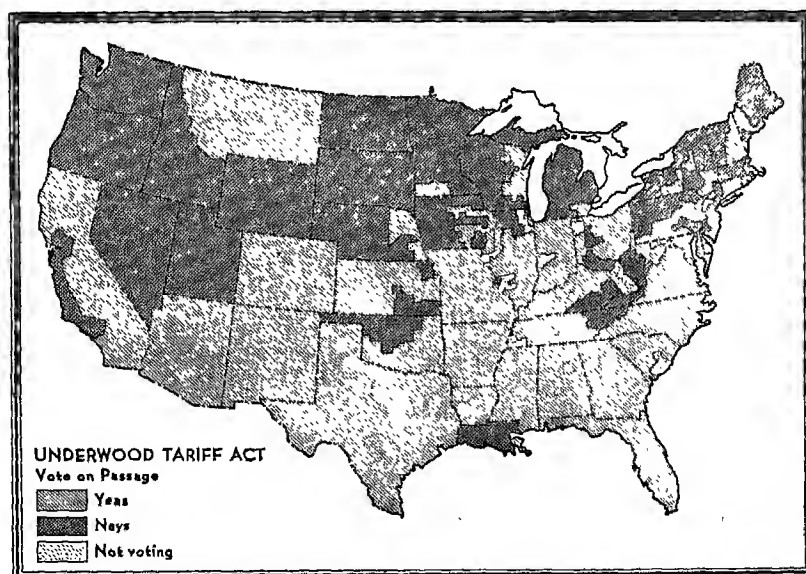 UNDERWOOD TARIFF ACT
Vote on Passage
Yeas
Nays
Not voting